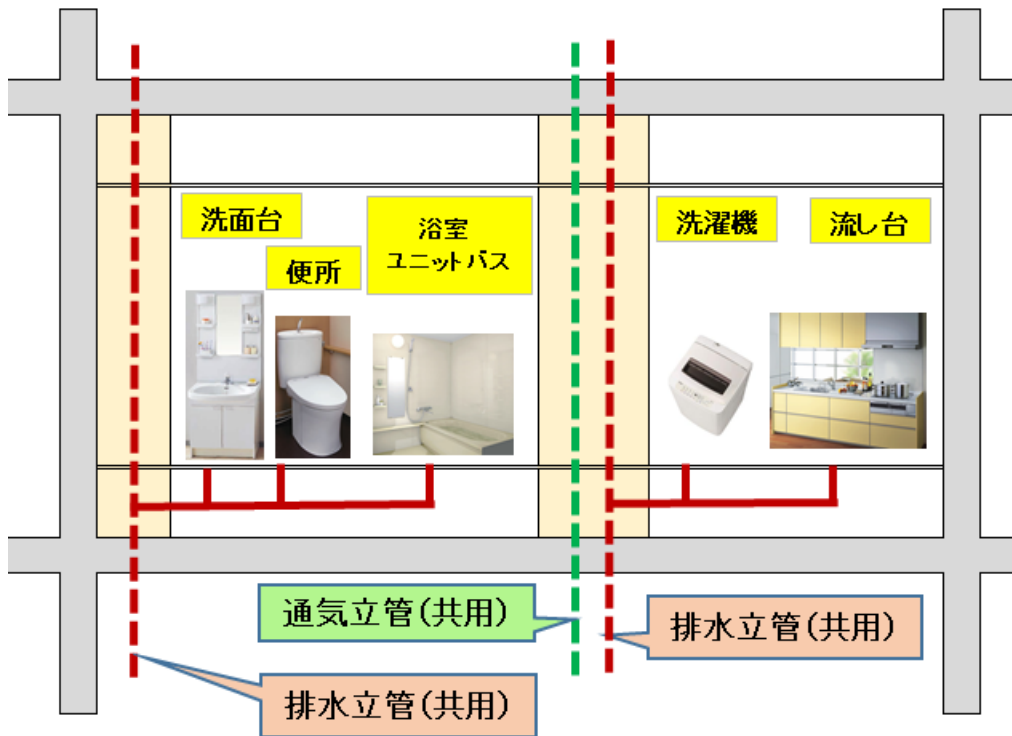 洗面台
便所
浴室
ユニットバス
洗濯機
流し台
通気立管(共用)
排水立管(共用)
排水立管(共用)